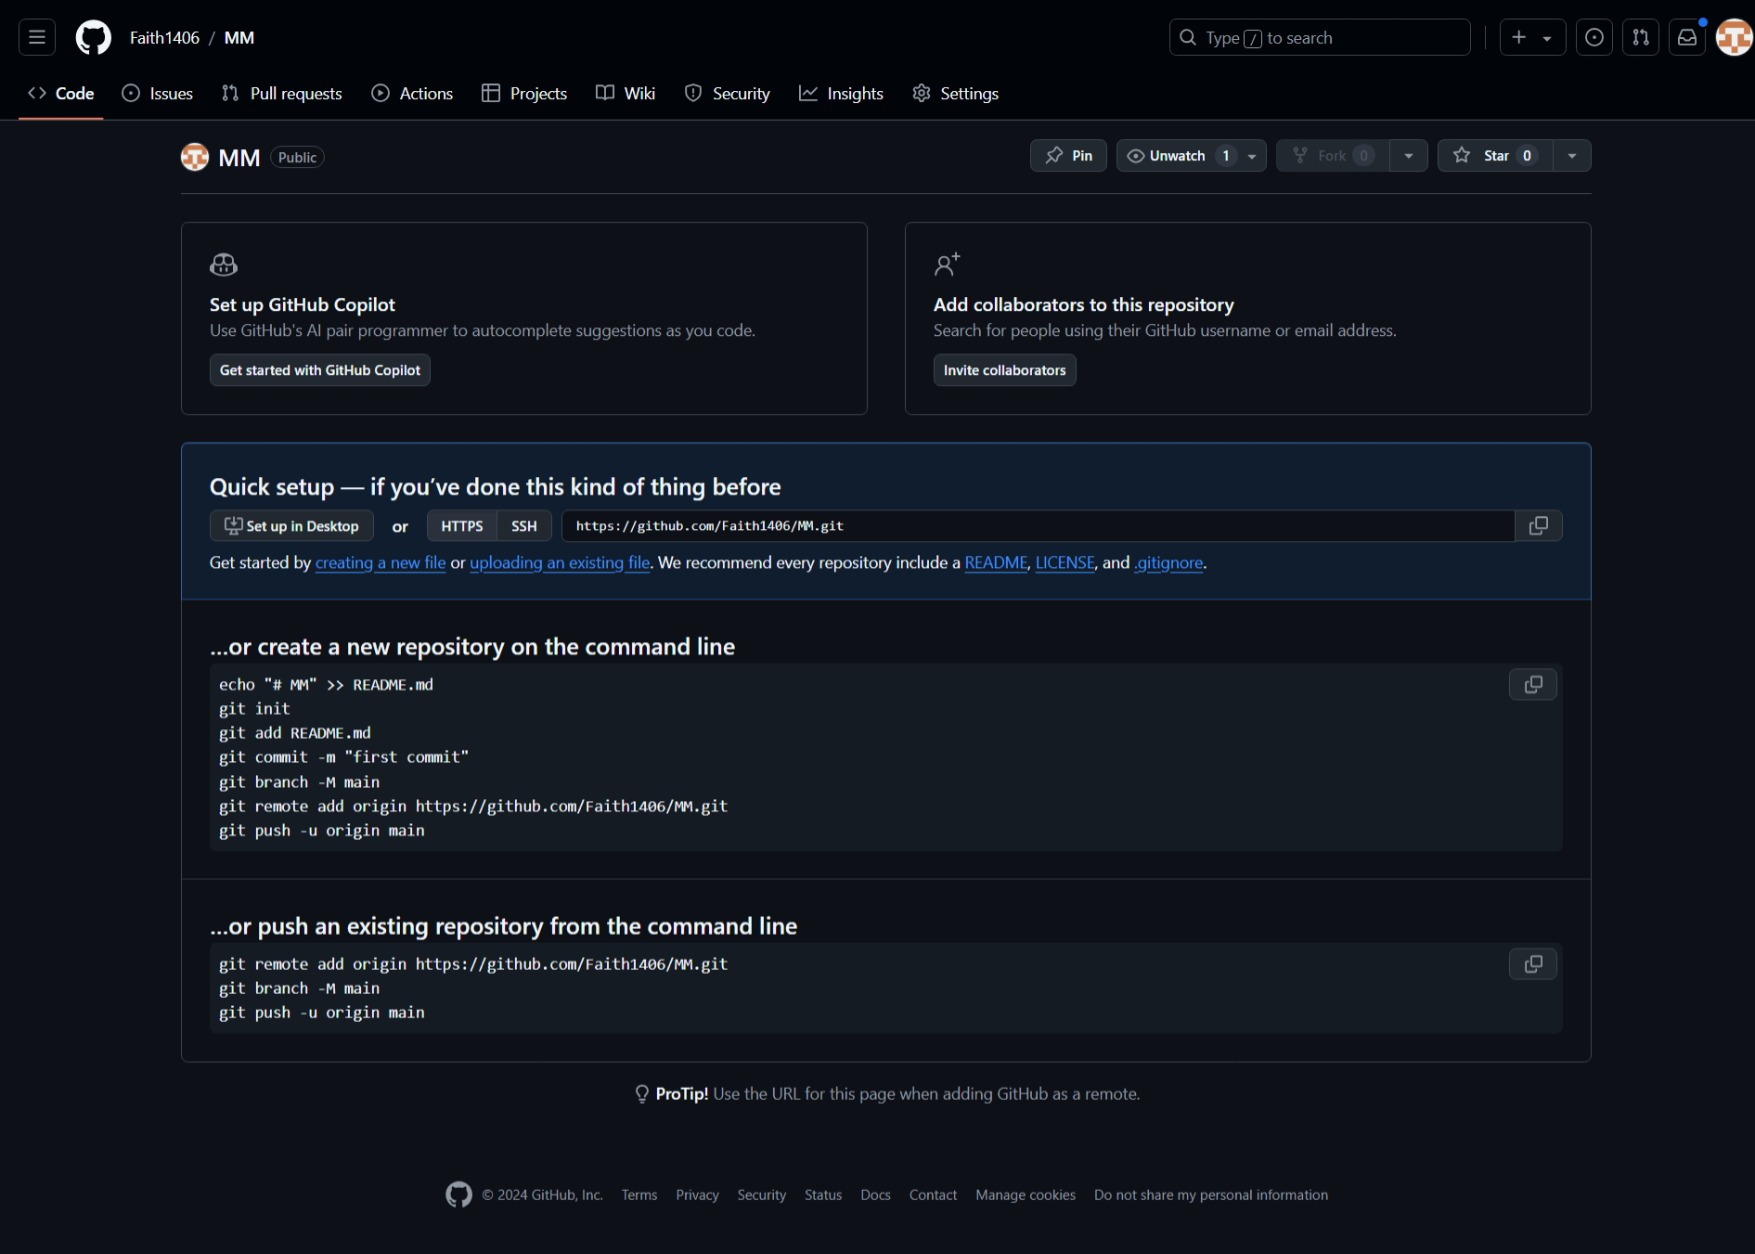 Faith1406 / MM
Type / to search
Code Issues Pull requests Actions Projects Wiki Security Insights Settings
MM Public
Pin Unwatch 1 Fork 0 Star 0
Set up GitHub Copilot
Use GitHub's AI pair programmer to autocomplete suggestions as you code.
Get started with GitHub Copilot
Add collaborators to this repository
Search for people using their GitHub username or email address.
Invite collaborators
Quick setup — if you’ve done this kind of thing before
Set up in Desktop or HTTPS SSH https://github.com/Faith1406/MM.git
Get started by creating a new file or uploading an existing file. We recommend every repository include a README, LICENSE, and .gitignore.
…or create a new repository on the command line
echo "# MM" >> README.md
git init
git add README.md
git commit -m "first commit"
git branch -M main
git remote add origin https://github.com/Faith1406/MM.git
git push -u origin main
…or push an existing repository from the command line
git remote add origin https://github.com/Faith1406/MM.git
git branch -M main
git push -u origin main
ProTip! Use the URL for this page when adding GitHub as a remote.
© 2024 GitHub, Inc. Terms Privacy Security Status Docs Contact Manage cookies Do not share my personal information